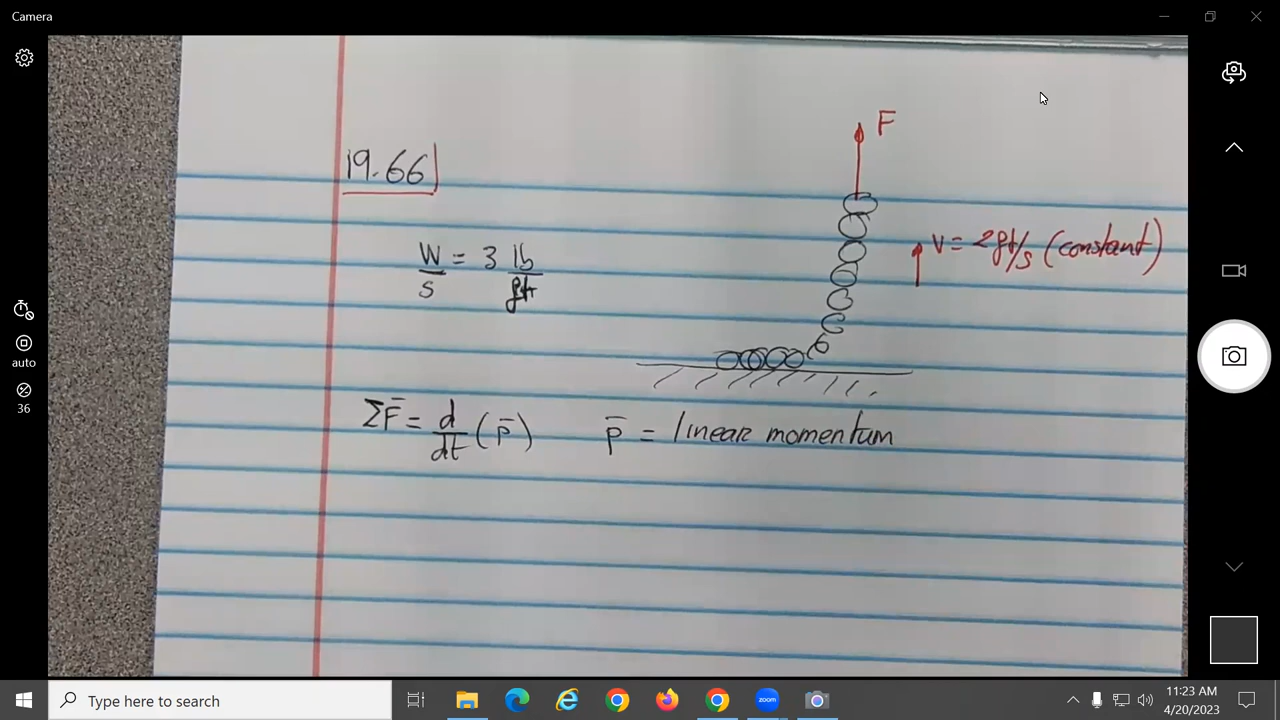 Camera
19.66
F
W/s = 3 lb/ft
v = 2ft/s (constant)
ΣF̄ = d/dt (p̄) p̄ = linear momentum
auto
36
Type here to search
zoom
11:23 AM
4/20/2023